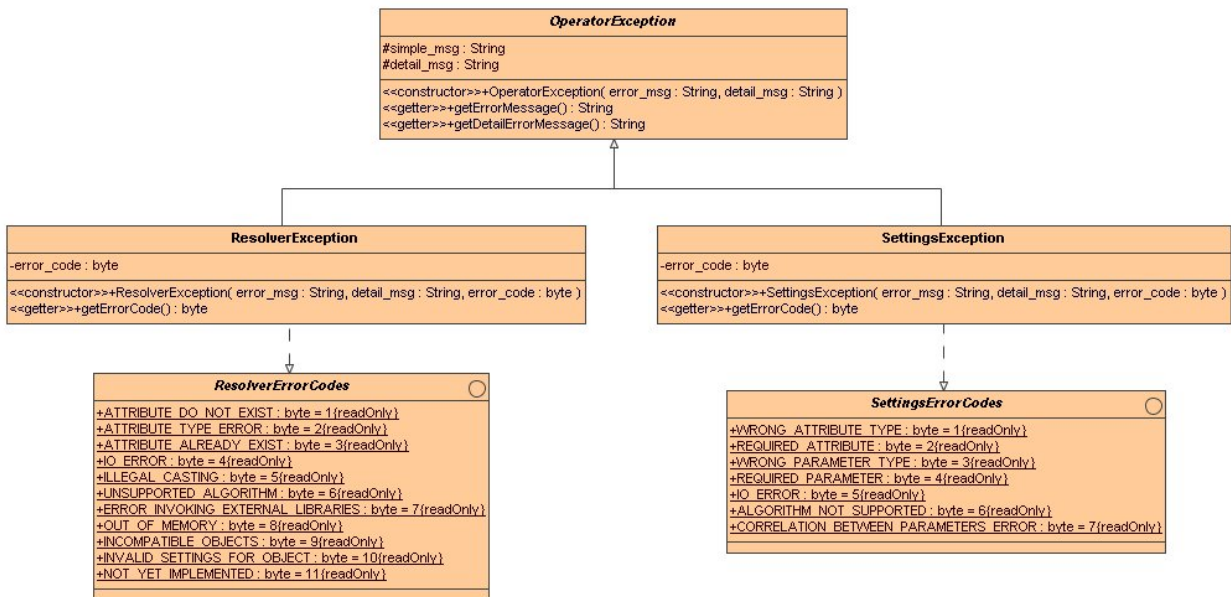 OperatorException
#simple_msg : String
#detail_msg : String
<<constructor>>+OperatorException( error_msg : String, detail_msg : String )
<<getter>>+getErrorMessage() : String
<<getter>>+getDetailErrorMessage() : String
ResolverException
-error_code : byte
<<constructor>>+ResolverException( error_msg : String, detail_msg : String, error_code : byte )
<<getter>>+getErrorCode() : byte
SettingsException
-error_code : byte
<<constructor>>+SettingsException( error_msg : String, detail_msg : String, error_code : byte )
<<getter>>+getErrorCode() : byte
ResolverErrorCodes
+ATTRIBUTE_DO_NOT_EXIST : byte = 1{readOnly}
+ATTRIBUTE_TYPE_ERROR : byte = 2{readOnly}
+ATTRIBUTE_ALREADY_EXIST : byte = 3{readOnly}
+IO_ERROR : byte = 4{readOnly}
+ILLEGAL_CASTING : byte = 5{readOnly}
+UNSUPPORTED_ALGORITHM : byte = 6{readOnly}
+ERROR_INVOKING_EXTERNAL_LIBRARIES : byte = 7{readOnly}
+OUT_OF_MEMORY : byte = 8{readOnly}
+INCOMPATIBLE_OBJECTS : byte = 9{readOnly}
+INVALID_SETTINGS_FOR_OBJECT : byte = 10{readOnly}
+NOT_YET_IMPLEMENTED : byte = 11{readOnly}
SettingsErrorCodes
+WRONG_ATTRIBUTE_TYPE : byte = 1{readOnly}
+REQUIRED_ATTRIBUTE : byte = 2{readOnly}
+WRONG_PARAMETER_TYPE : byte = 3{readOnly}
+REQUIRED_PARAMETER : byte = 4{readOnly}
+IO_ERROR : byte = 5{readOnly}
+ALGORITHM_NOT_SUPPORTED : byte = 6{readOnly}
+CORRELATION_BETWEEN_PARAMETERS_ERROR : byte = 7{readOnly}